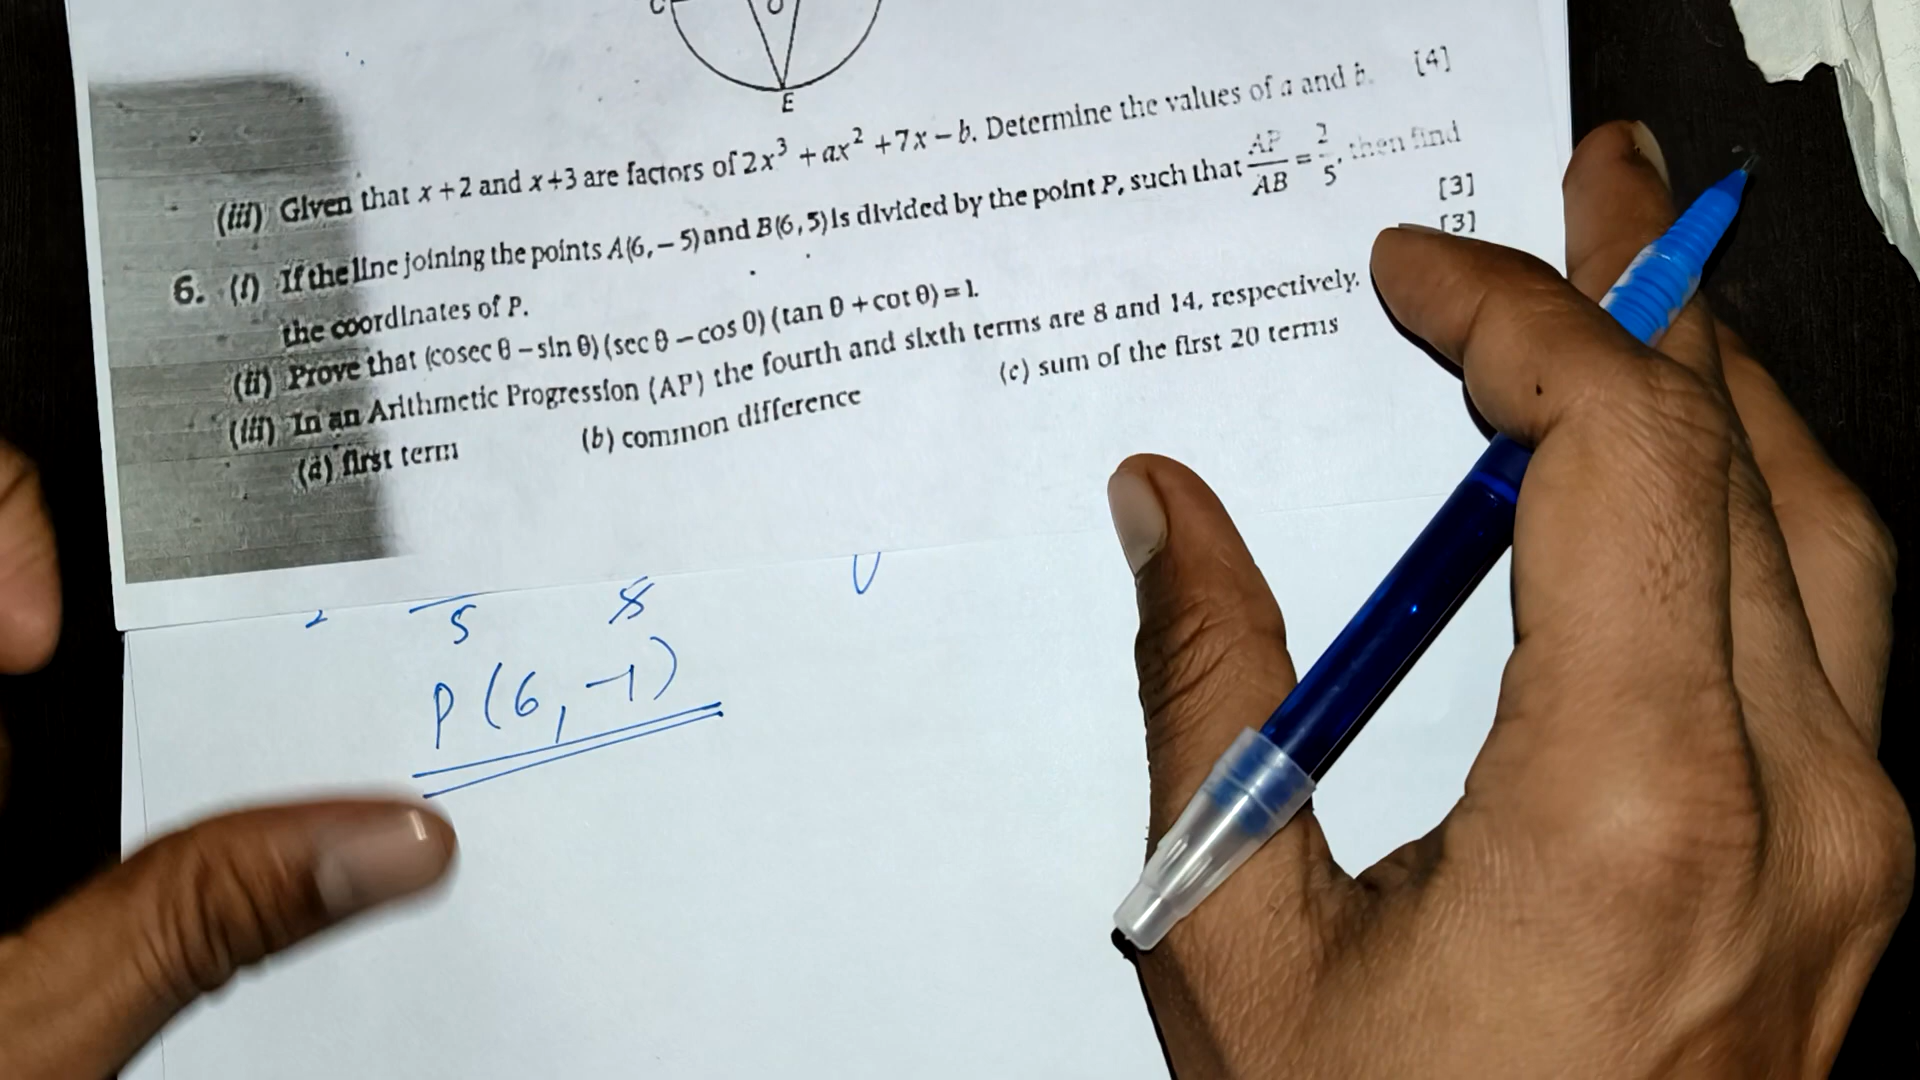 C O
E
(iii) Given that x + 2 and x + 3 are factors of 2x³ + ax² + 7x – b. Determine the values of a and b. [4]
6. (i) If the line joining the points A(6, – 5) and B(6, 5) is divided by the point P, such that AP/AB = 2/5, then find
the coordinates of P. [3]
(ii) Prove that (cosec θ – sin θ) (sec θ – cos θ) (tan θ + cot θ) = 1. [3]
(iii) In an Arithmetic Progression (AP) the fourth and sixth terms are 8 and 14, respectively.
(a) first term (b) common difference (c) sum of the first 20 terms
5
P(6, -1)